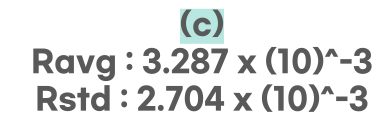 (c)
Ravg : 3.287 x (10)^-3
Rstd : 2.704 x (10)^-3